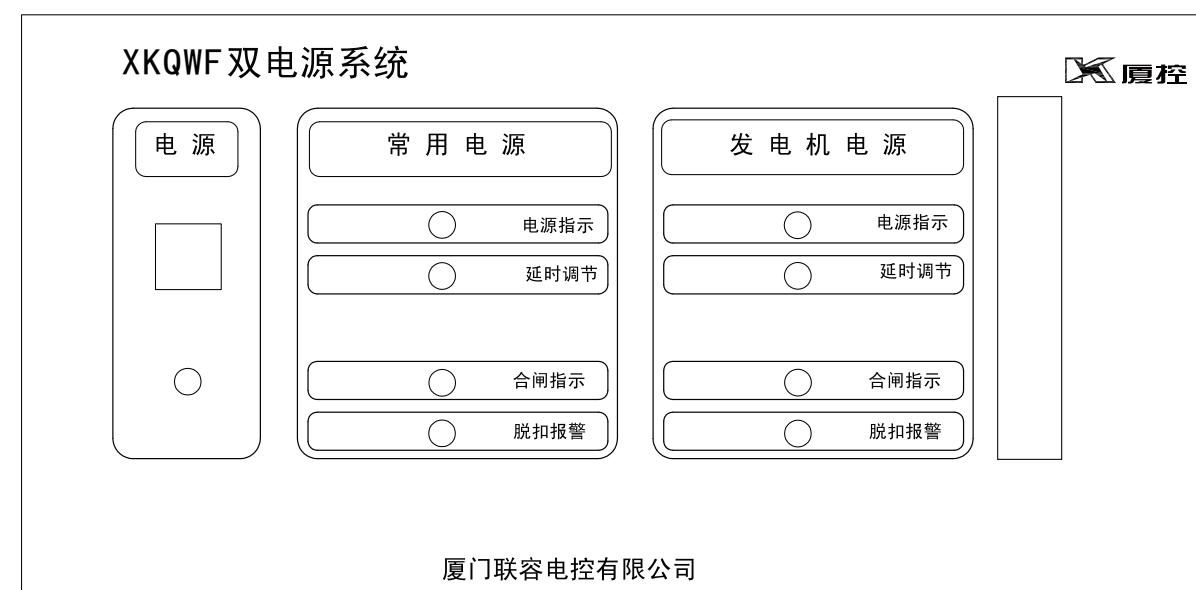 XKQWF双电源系统
厦控
电 源
常 用 电 源
发 电 机 电 源
电源指示
电源指示
延时调节
延时调节
合闸指示
合闸指示
脱扣报警
脱扣报警
厦门联容电控有限公司